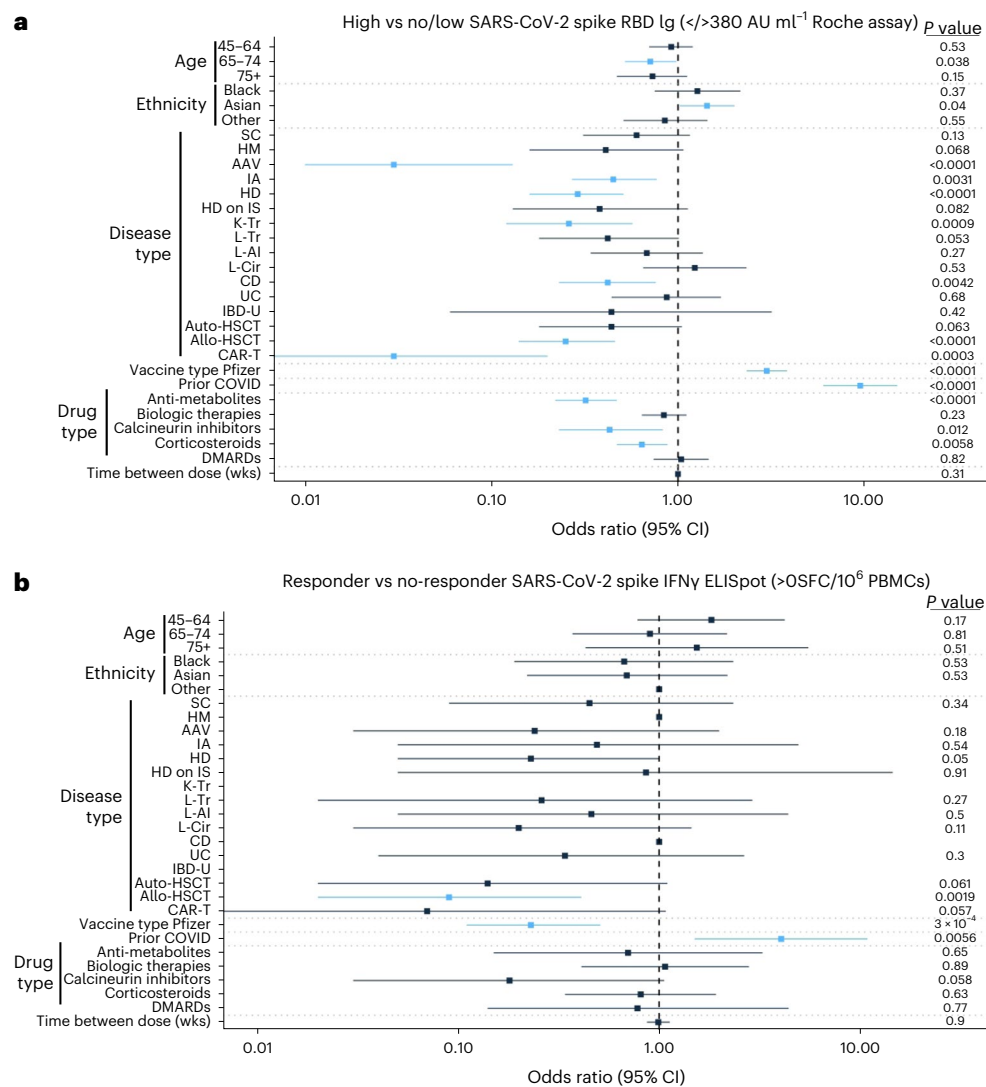 a
High vs no/low SARS-CoV-2 spike RBD Ig (</>380 AU ml⁻¹ Roche assay)
P value
Age
45–64 0.53
65–74 0.038
75+ 0.15
Ethnicity
Black 0.37
Asian 0.04
Other 0.55
Disease type
SC 0.13
HM 0.068
AAV <0.0001
IA 0.0031
HD <0.0001
HD on IS 0.082
K-Tr 0.0009
L-Tr 0.053
L-AI 0.27
L-Cir 0.53
CD 0.0042
UC 0.68
IBD-U 0.42
Auto-HSCT 0.063
Allo-HSCT <0.0001
CAR-T 0.0003
Vaccine type Pfizer <0.0001
Prior COVID <0.0001
Drug type
Anti-metabolites <0.0001
Biologic therapies 0.23
Calcineurin inhibitors 0.012
Corticosteroids 0.0058
DMARDs 0.82
Time between dose (wks) 0.31
0.01 0.10 1.00 10.00
Odds ratio (95% CI)
b
Responder vs no-responder SARS-CoV-2 spike IFNγ ELISpot (>0SFC/10⁶ PBMCs)
P value
Age
45–64 0.17
65–74 0.81
75+ 0.51
Ethnicity
Black 0.53
Asian 0.53
Other
Disease type
SC 0.34
HM
AAV 0.18
IA 0.54
HD 0.05
HD on IS 0.91
K-Tr
L-Tr 0.27
L-AI 0.5
L-Cir 0.11
CD
UC 0.3
IBD-U
Auto-HSCT 0.061
Allo-HSCT 0.0019
CAR-T 0.057
Vaccine type Pfizer 3 × 10⁻⁴
Prior COVID 0.0056
Drug type
Anti-metabolites 0.65
Biologic therapies 0.89
Calcineurin inhibitors 0.058
Corticosteroids 0.63
DMARDs 0.77
Time between dose (wks) 0.9
0.01 0.10 1.00 10.00
Odds ratio (95% CI)